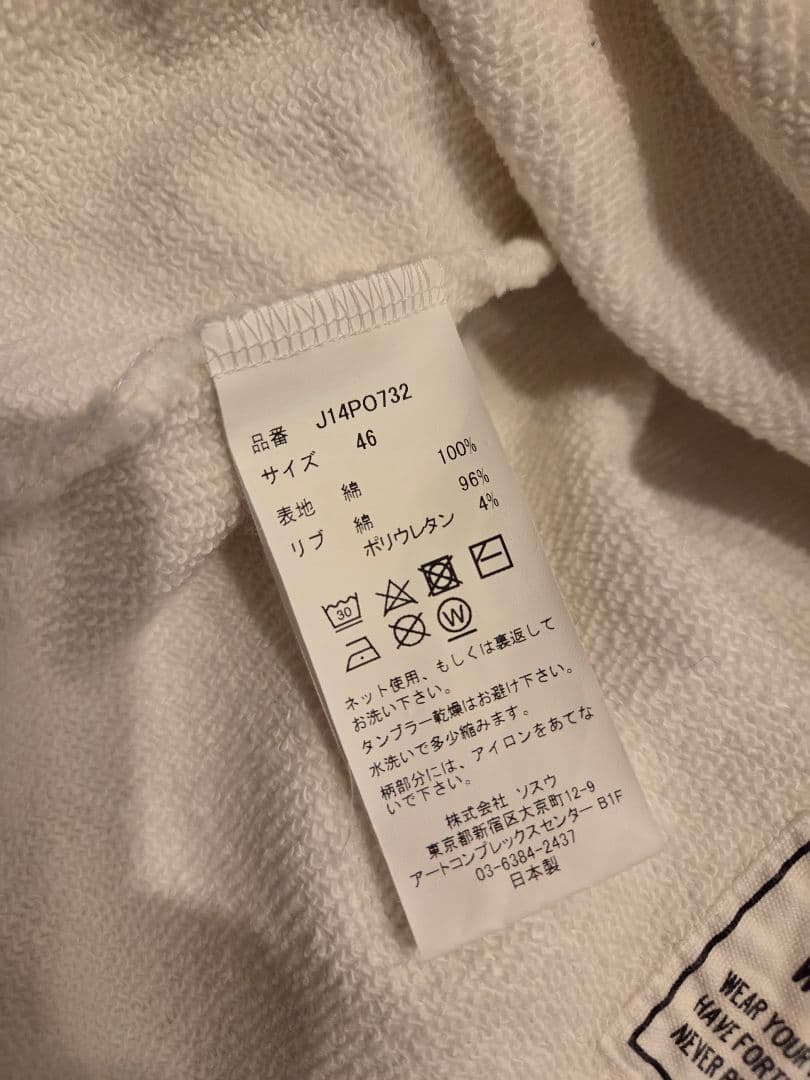 品番 J14PO732
サイズ 46
表地 綿 100%
リブ 綿 96%
ポリウレタン 4%
30
W
ネット使用、もしくは裏返して
お洗い下さい。
タンブラー乾燥はお避け下さい。
水洗いで多少縮みます。
柄部分には、アイロンをあてな
いで下さい。
株式会社 ソスウ
東京都新宿区大京町12-9
アートコンプレックスセンター B1F
03-6384-2437
日本製
WEAR YOUR
HAVE
NEVER